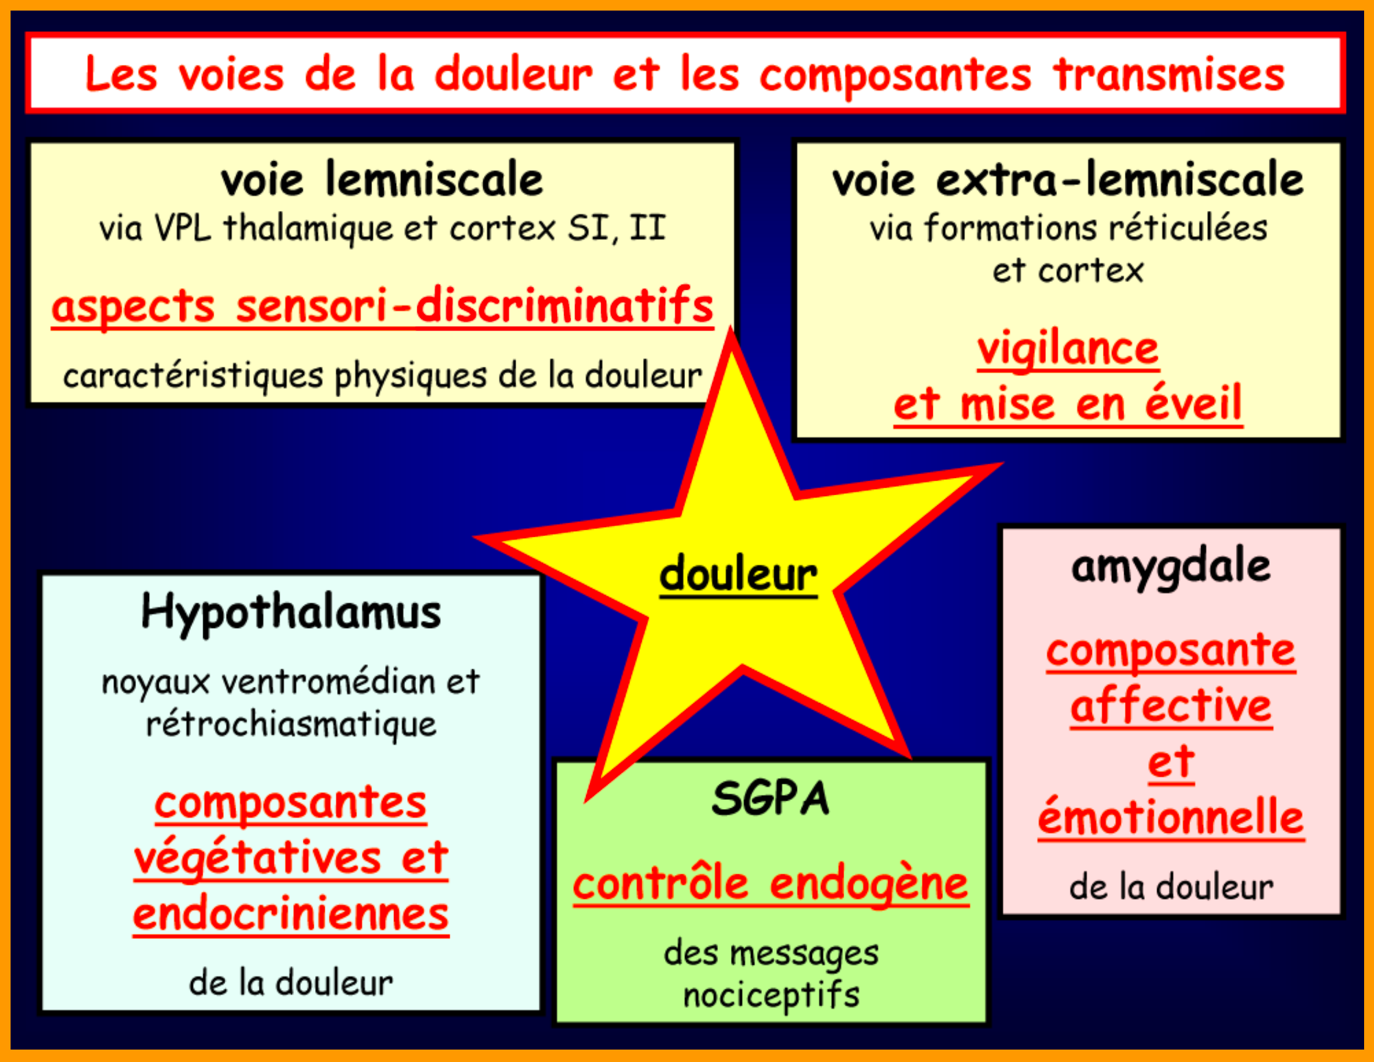 Les voies de la douleur et les composantes transmises
voie lemniscale
via VPL thalamique et cortex SI, II
aspects sensori-discriminatifs
caractéristiques physiques de la douleur
voie extra-lemniscale
via formations réticulées
et cortex
vigilance
et mise en éveil
douleur
Hypothalamus
noyaux ventromédian et
rétrochiasmatique
composantes
végétatives et
endocriniennes
de la douleur
SGPA
contrôle endogène
des messages
nociceptifs
amygdale
composante
affective
et
émotionnelle
de la douleur